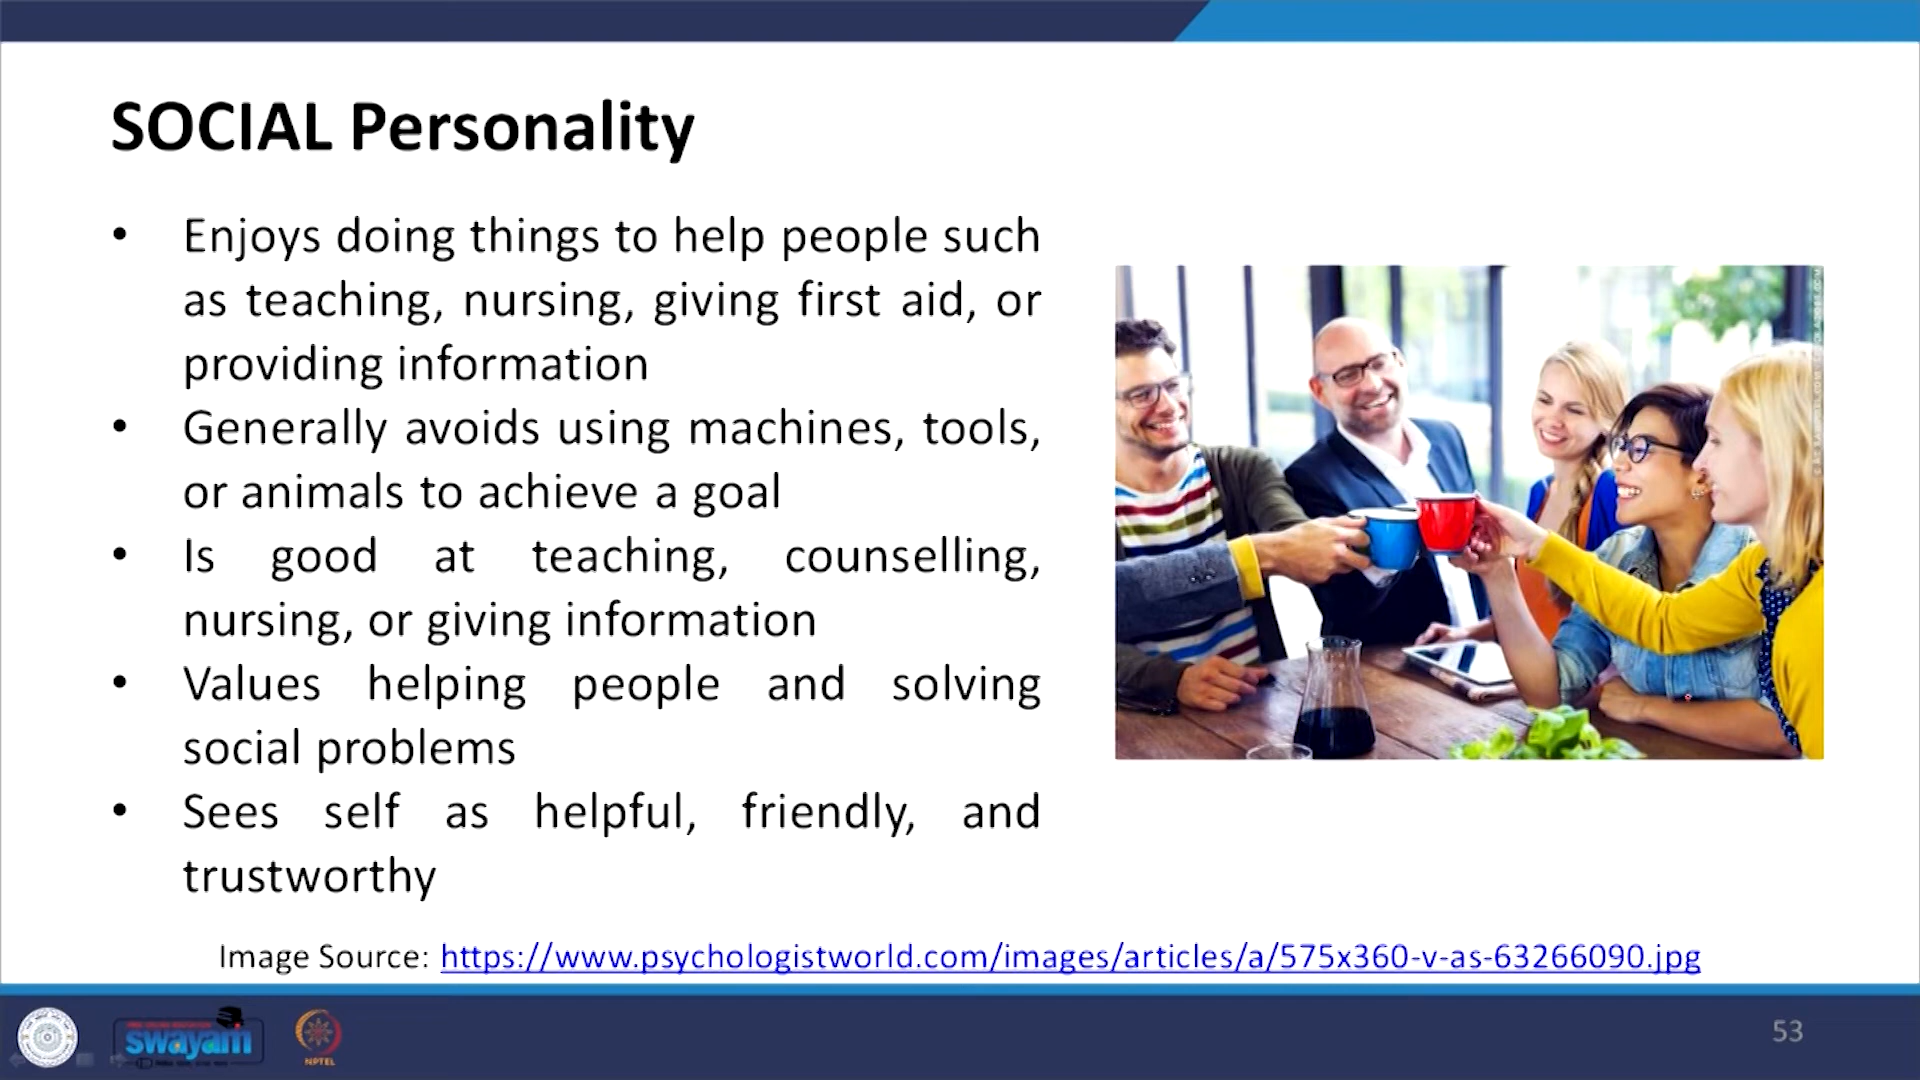 SOCIAL Personality
• Enjoys doing things to help people such
as teaching, nursing, giving first aid, or
providing information
• Generally avoids using machines, tools,
or animals to achieve a goal
• Is good at teaching, counselling,
nursing, or giving information
• Values helping people and solving
social problems
• Sees self as helpful, friendly, and
trustworthy
Image Source: https://www.psychologistworld.com/images/articles/a/575x360-v-as-63266090.jpg
swayam
NPTEL
53